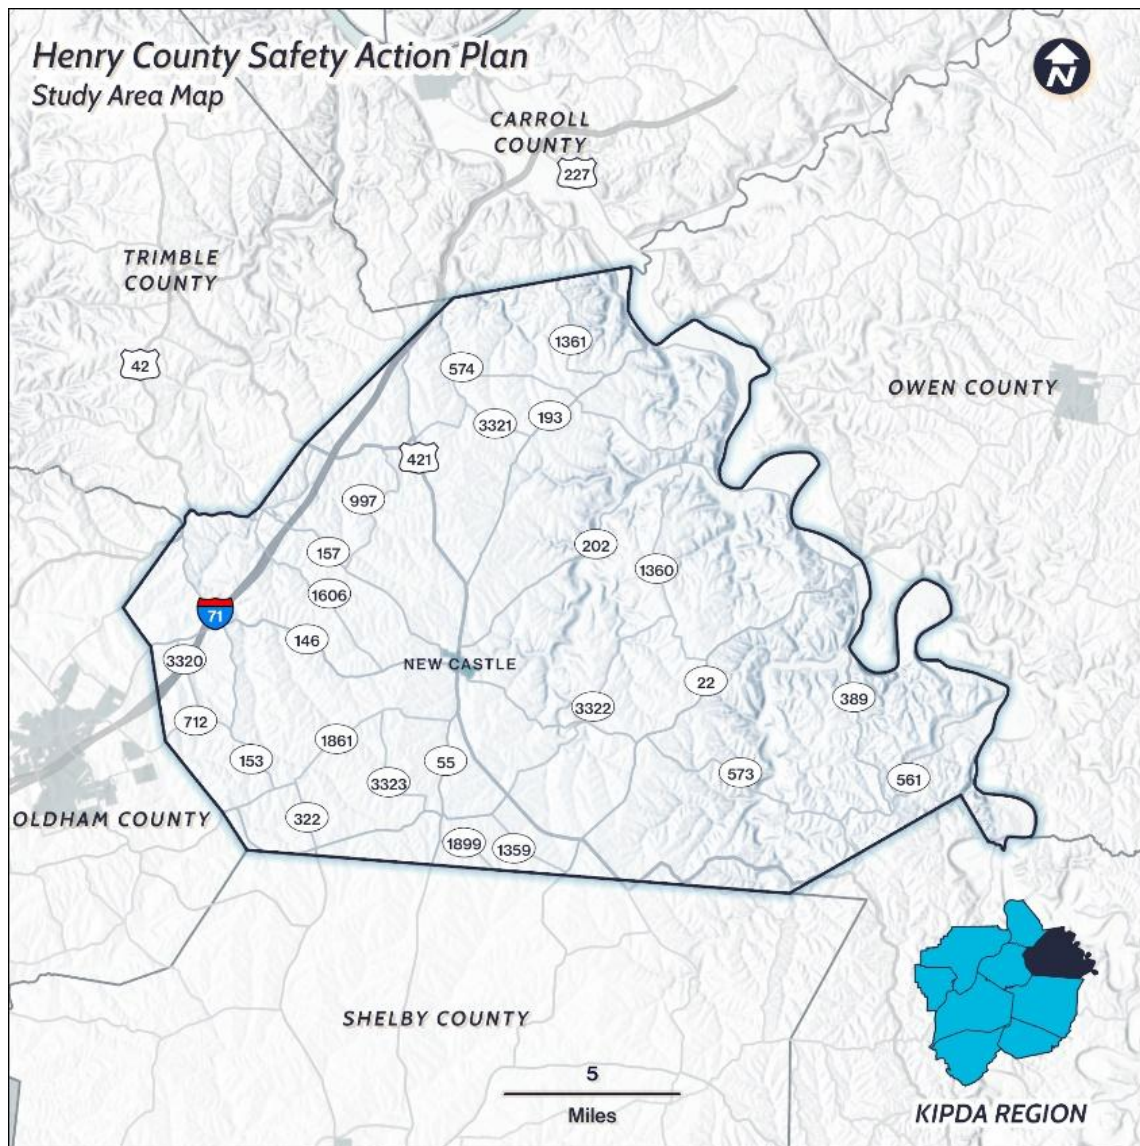 Henry County Safety Action Plan
Study Area Map
N
CARROLL
COUNTY
227
TRIMBLE
COUNTY
42
1361
574
193
3321
OWEN COUNTY
421
997
157
202
1360
1606
71
146
3320
NEW CASTLE
22
389
3322
712
1861
153
55
573
561
3323
322
OLDHAM COUNTY
1899
1359
SHELBY COUNTY
5
Miles
KIPDA REGION